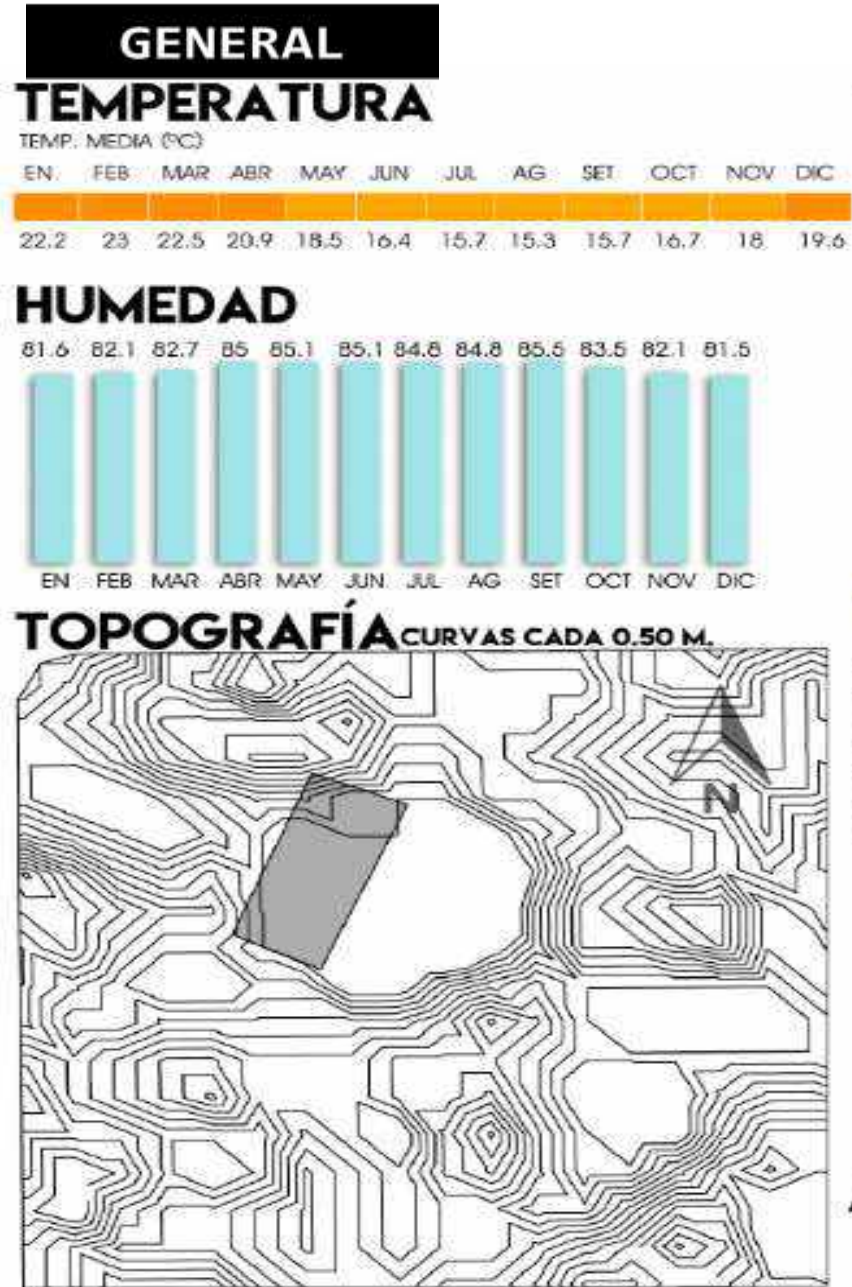 GENERAL
TEMPERATURA
TEMP. MEDIA (ºC)
EN. FEB MAR ABR MAY JUN JUL AG SET OCT NOV DIC
22.2 23 22.5 20.9 18.5 16.4 15.7 15.3 15.7 16.7 18 19.6
HUMEDAD
81.6 82.1 82.7 85 85.1 85.1 84.8 84.8 85.5 83.5 82.1 81.5
EN FEB MAR ABR MAY JUN JUL AG SET OCT NOV DIC
TOPOGRAFÍA CURVAS CADA 0.50 M.
N